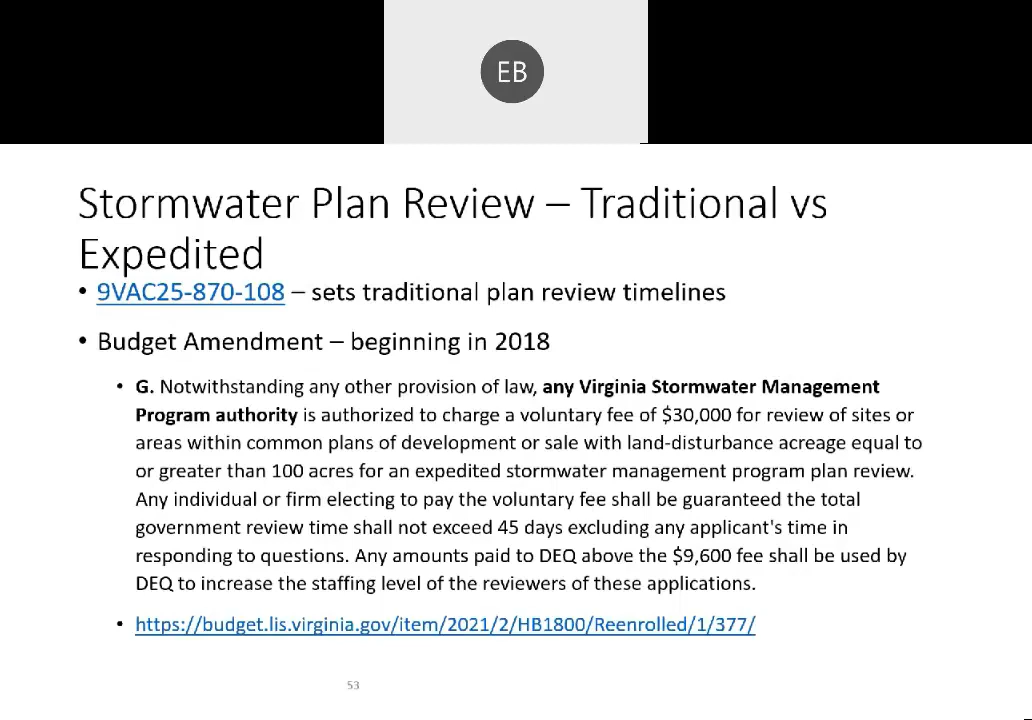 EB
Stormwater Plan Review – Traditional vs
Expedited
• 9VAC25-870-108 – sets traditional plan review timelines
• Budget Amendment – beginning in 2018
• G. Notwithstanding any other provision of law, any Virginia Stormwater Management
Program authority is authorized to charge a voluntary fee of $30,000 for review of sites or
areas within common plans of development or sale with land-disturbance acreage equal to
or greater than 100 acres for an expedited stormwater management program plan review.
Any individual or firm electing to pay the voluntary fee shall be guaranteed the total
government review time shall not exceed 45 days excluding any applicant's time in
responding to questions. Any amounts paid to DEQ above the $9,600 fee shall be used by
DEQ to increase the staffing level of the reviewers of these applications.
• https://budget.lis.virginia.gov/item/2021/2/HB1800/Reenrolled/1/377/
53